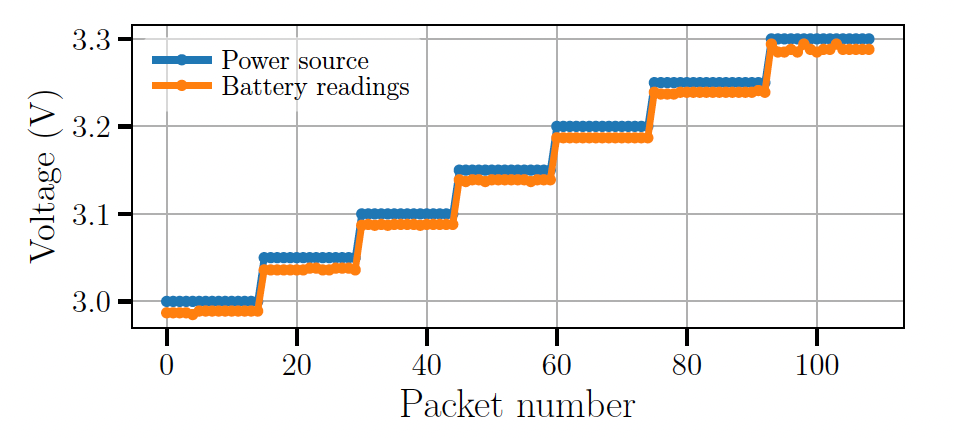 3.3
3.2
3.1
3.0
Voltage (V)
Power source
Battery readings
0 20 40 60 80 100
Packet number